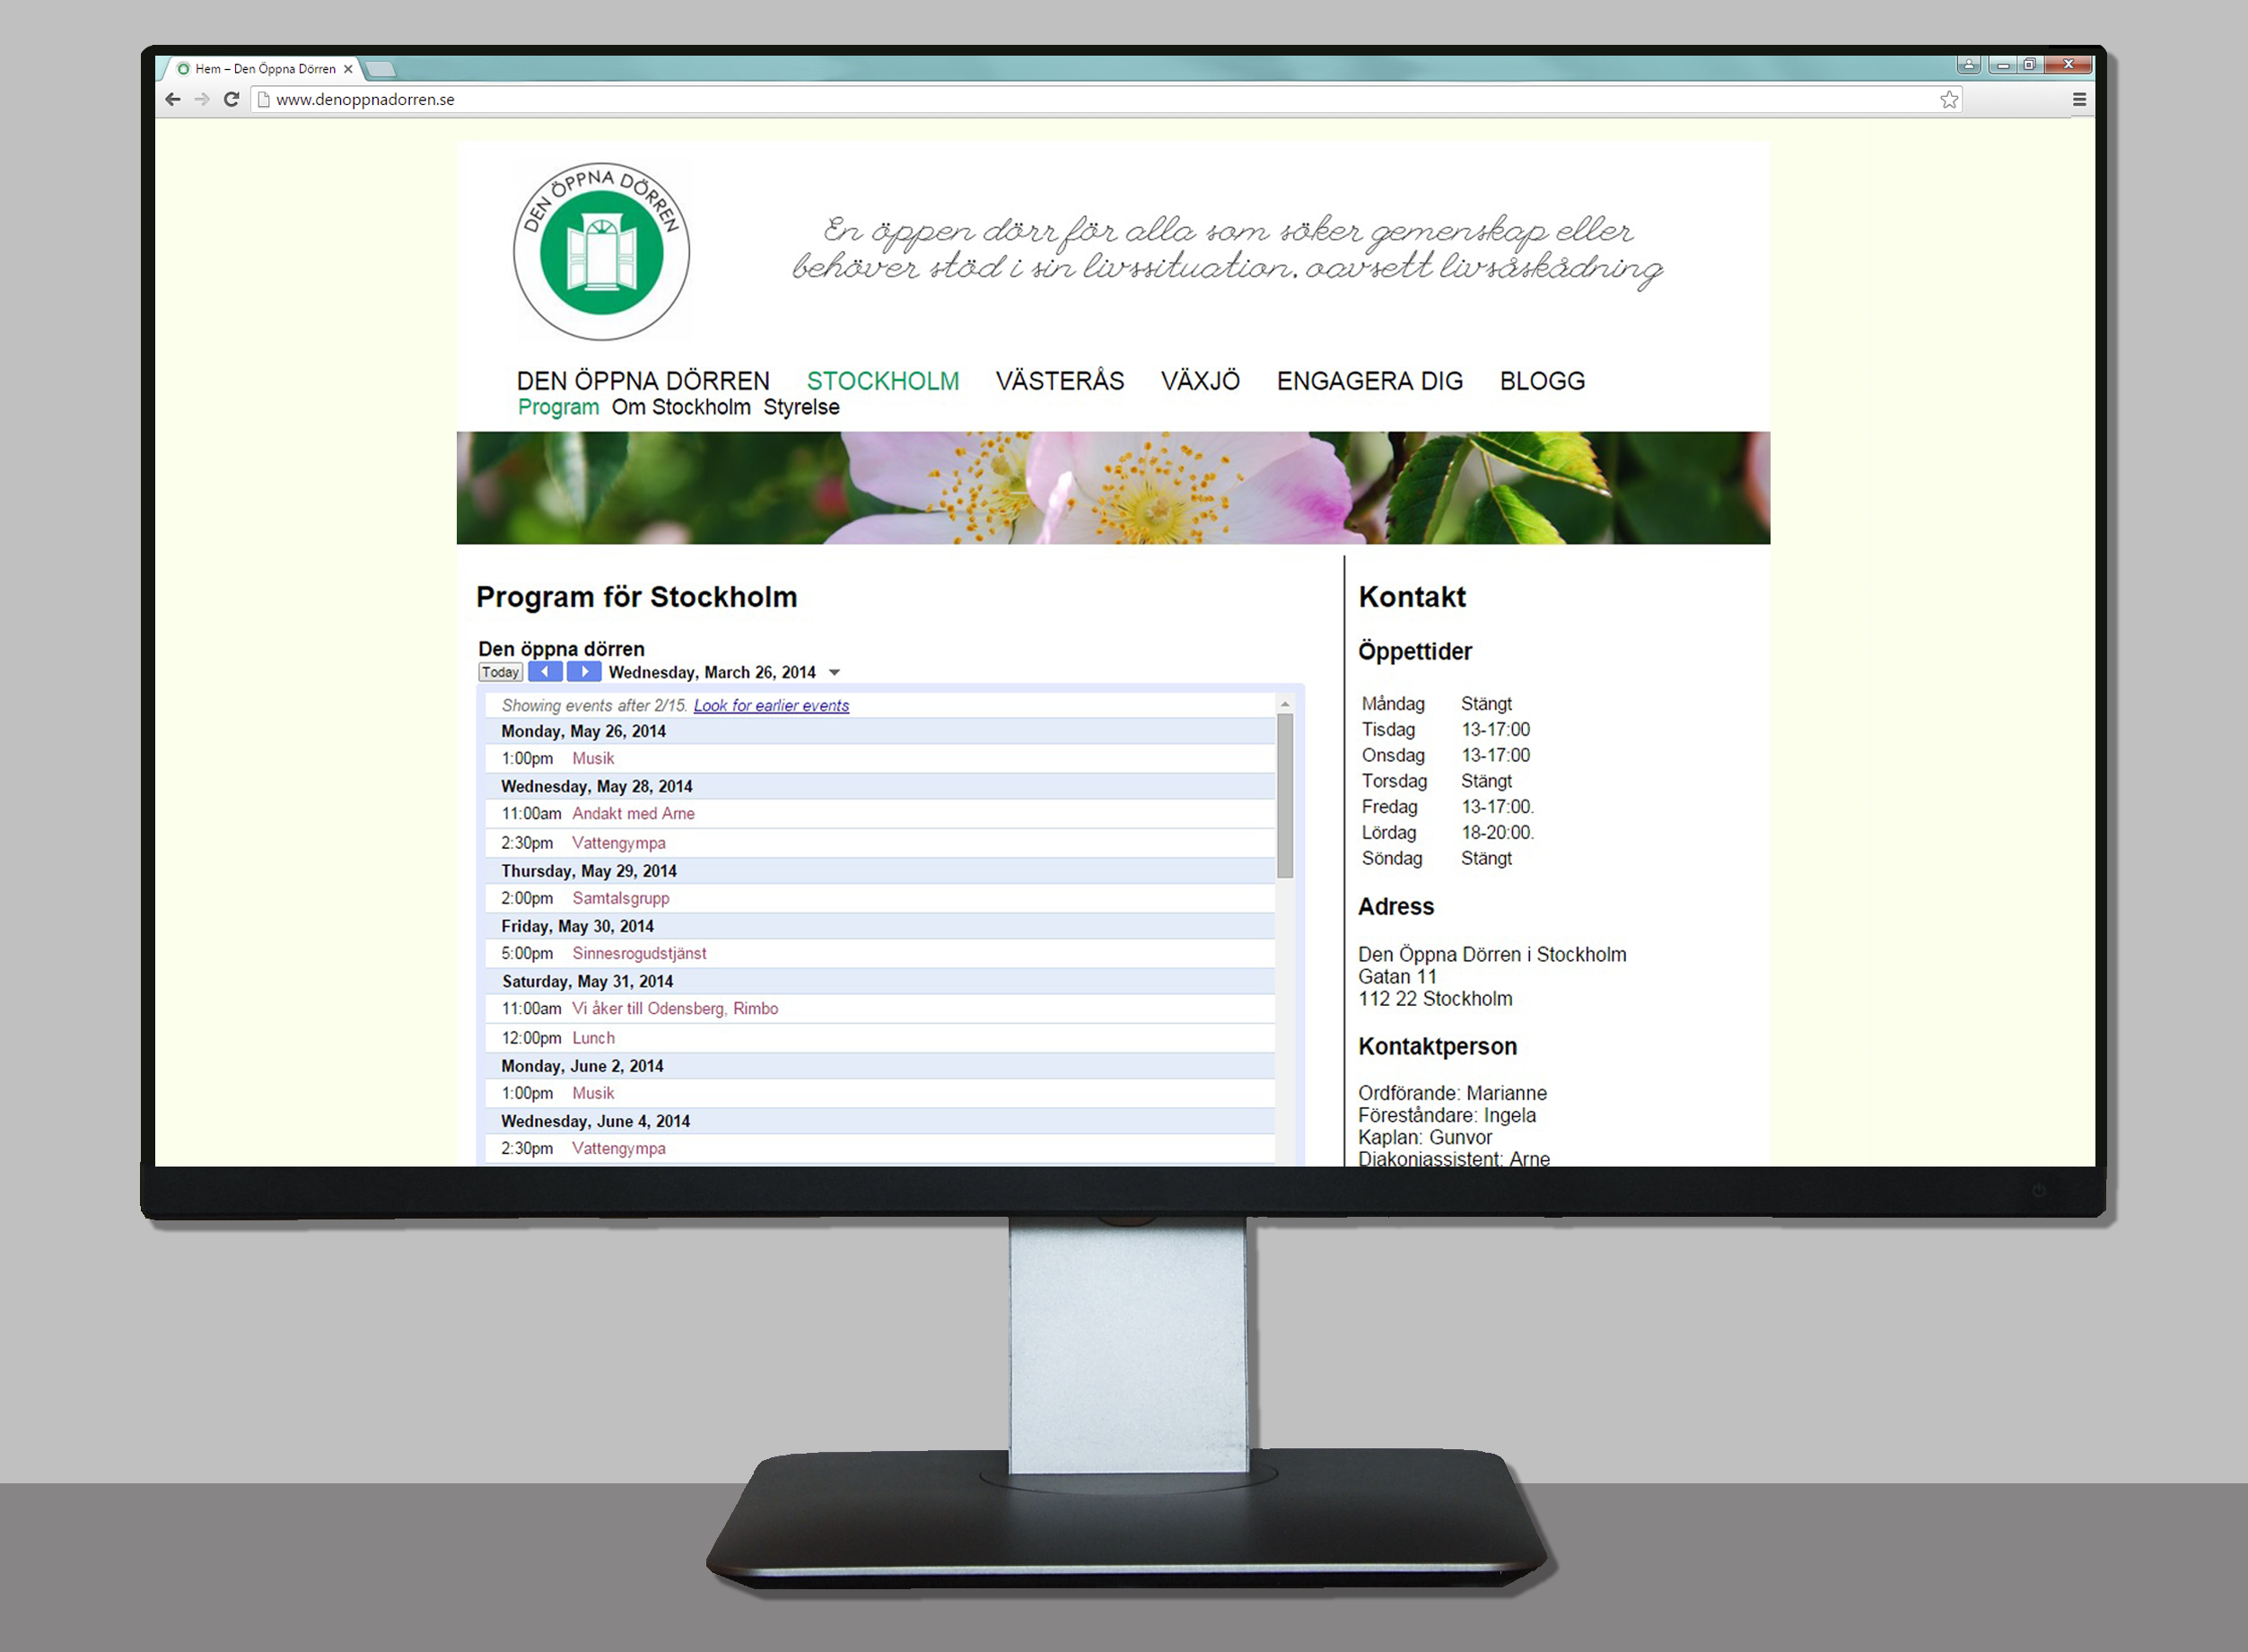 Hem – Den Öppna Dörren
www.denoppnadorren.se
DEN ÖPPNA DÖRREN
En öppen dörr för alla som söker gemenskap eller
behöver stöd i sin livssituation, oavsett livsåskådning
DEN ÖPPNA DÖRREN STOCKHOLM VÄSTERÅS VÄXJÖ ENGAGERA DIG BLOGG
Program Om Stockholm Styrelse
Program för Stockholm
Den öppna dörren
Today Wednesday, March 26, 2014
Showing events after 2/15. Look for earlier events
Monday, May 26, 2014
1:00pm Musik
Wednesday, May 28, 2014
11:00am Andakt med Arne
2:30pm Vattengympa
Thursday, May 29, 2014
2:00pm Samtalsgrupp
Friday, May 30, 2014
5:00pm Sinnesrogudstjänst
Saturday, May 31, 2014
11:00am Vi åker till Odensberg, Rimbo
12:00pm Lunch
Monday, June 2, 2014
1:00pm Musik
Wednesday, June 4, 2014
2:30pm Vattengympa
Kontakt
Öppettider
Måndag Stängt
Tisdag 13-17:00
Onsdag 13-17:00
Torsdag Stängt
Fredag 13-17:00.
Lördag 18-20:00.
Söndag Stängt
Adress
Den Öppna Dörren i Stockholm
Gatan 11
112 22 Stockholm
Kontaktperson
Ordförande: Marianne
Föreståndare: Ingela
Kaplan: Gunvor
Diakoniassistent: Arne